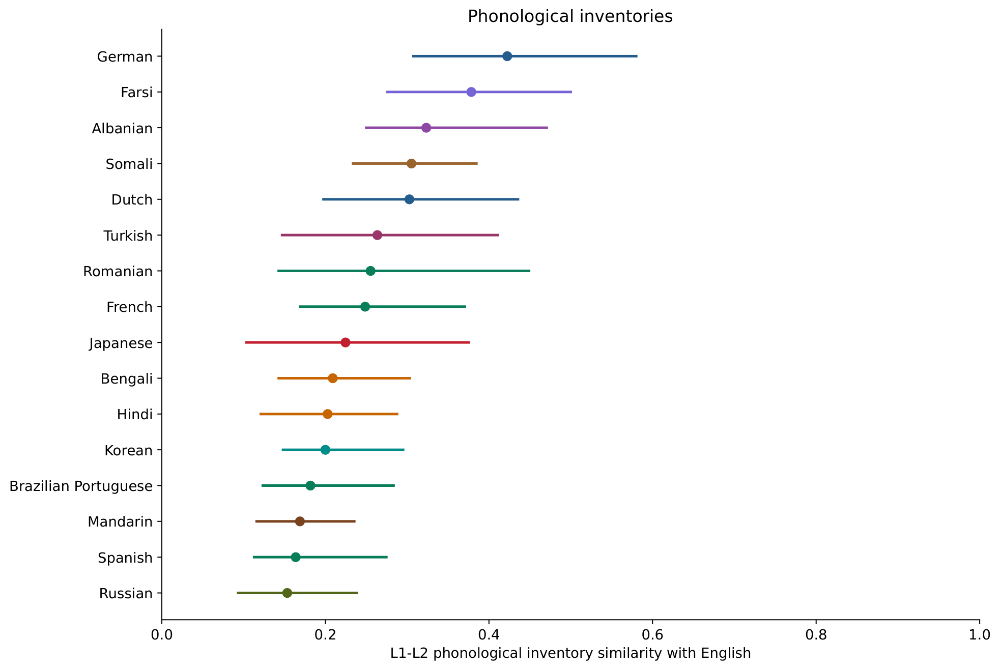 Phonological inventories
German
Farsi
Albanian
Somali
Dutch
Turkish
Romanian
French
Japanese
Bengali
Hindi
Korean
Brazilian Portuguese
Mandarin
Spanish
Russian
0.0 0.2 0.4 0.6 0.8 1.0
L1-L2 phonological inventory similarity with English